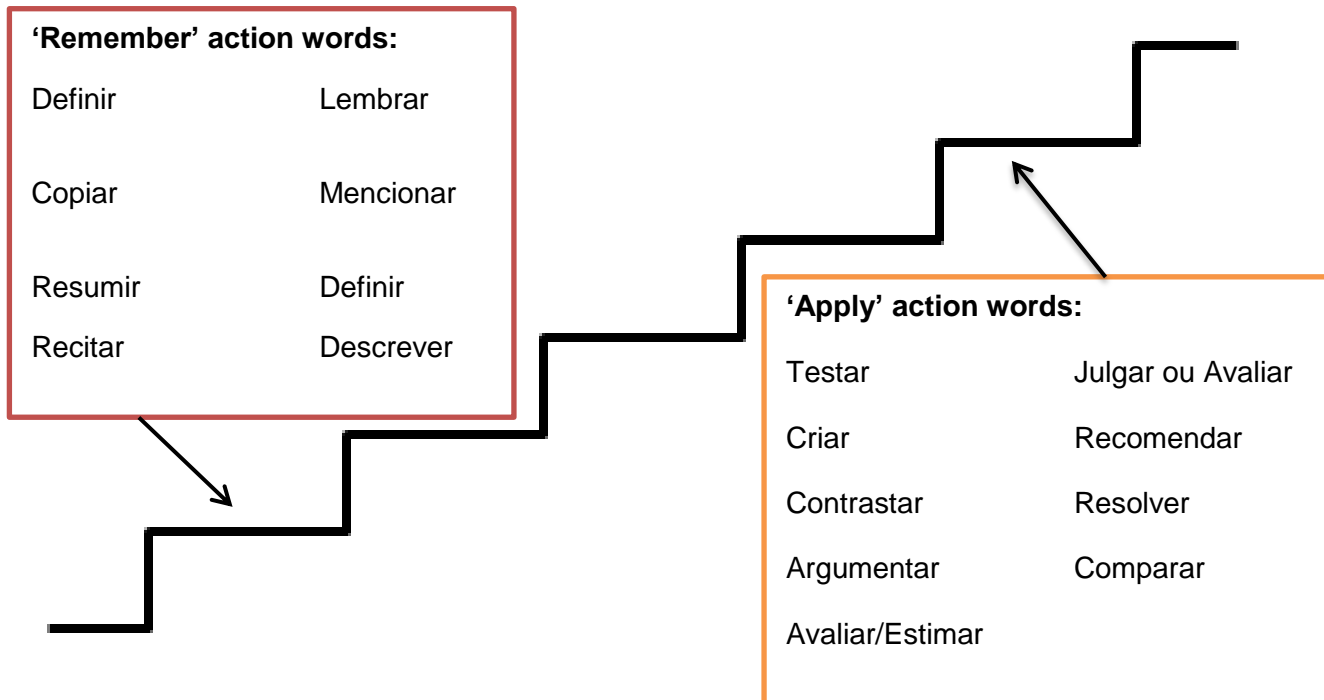 ‘Remember’ action words:
Definir Lembrar
Copiar Mencionar
Resumir Definir
Recitar Descrever
‘Apply’ action words:
Testar Julgar ou Avaliar
Criar Recomendar
Contrastar Resolver
Argumentar Comparar
Avaliar/Estimar